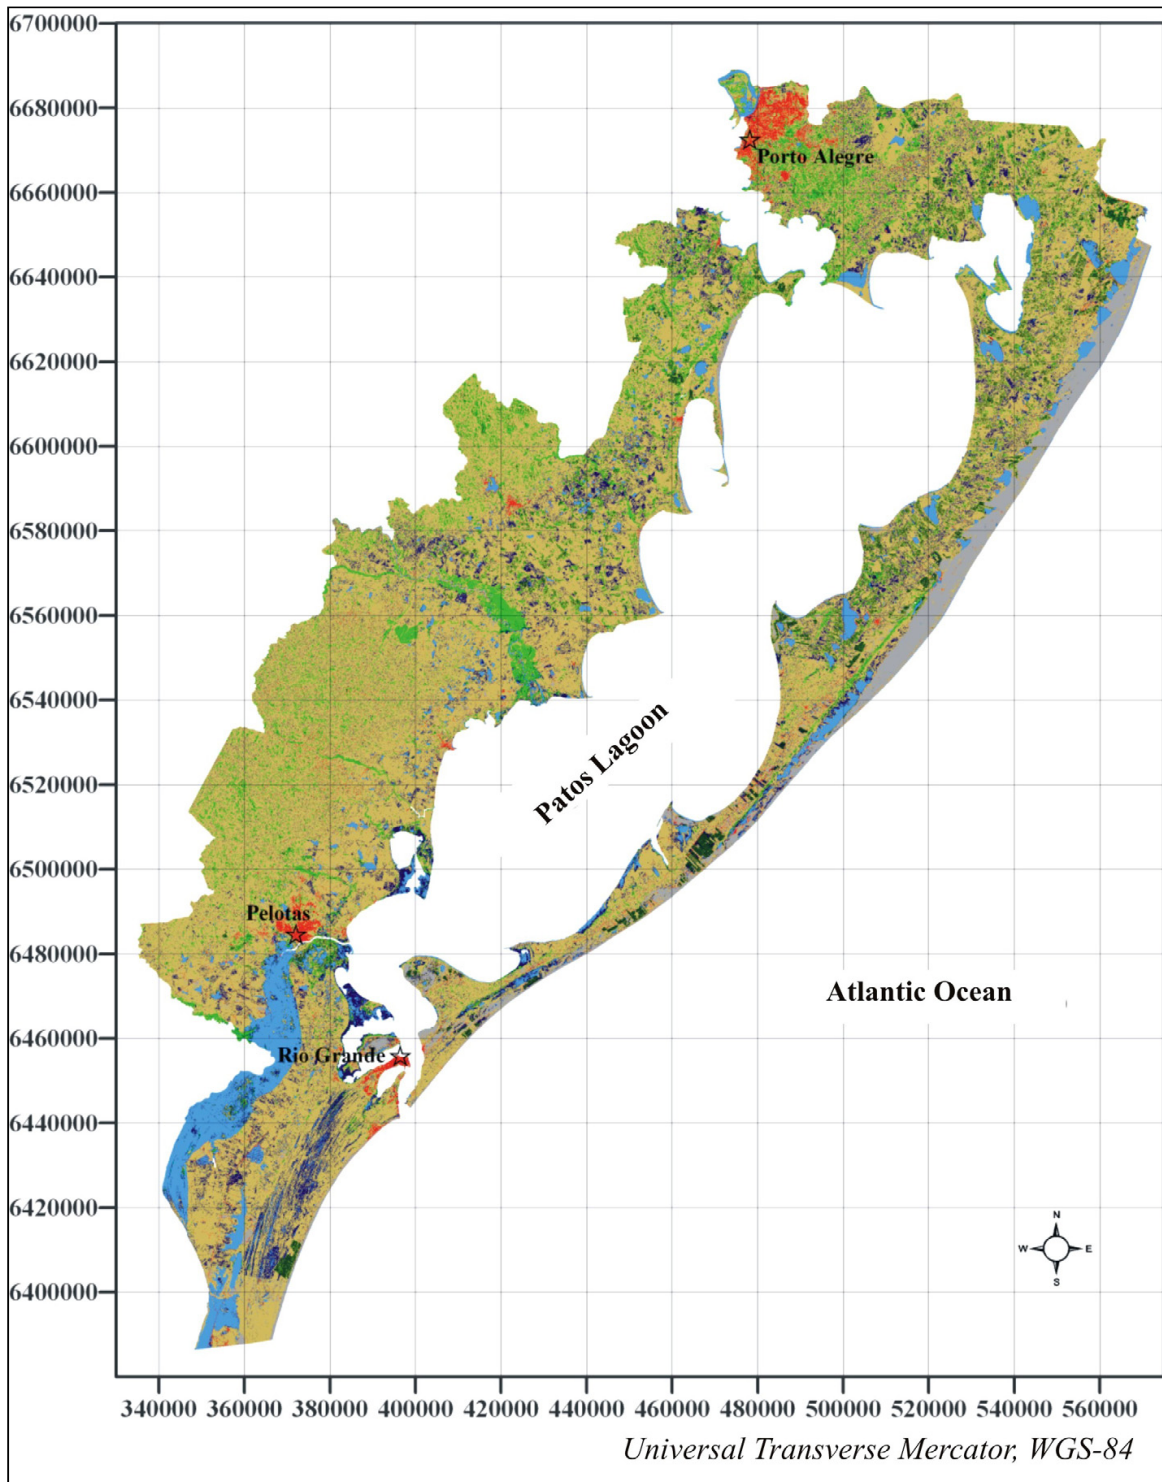 6700000
6680000
Porto Alegre
6660000
6640000
6620000
6600000
6580000
6560000
6540000
Patos Lagoon
6520000
6500000
Pelotas
6480000
Atlantic Ocean
6460000
Rio Grande
6440000
6420000
N
W E
S
6400000
340000 360000 380000 400000 420000 440000 460000 480000 500000 520000 540000 560000
Universal Transverse Mercator, WGS-84